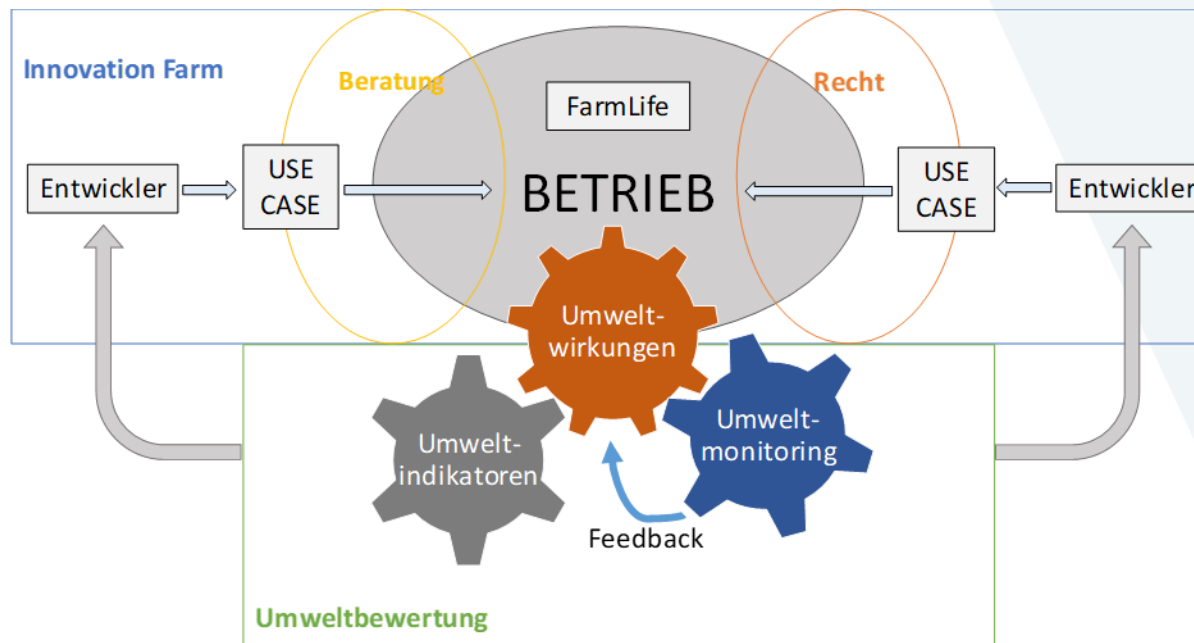 Innovation Farm
Beratung
Recht
FarmLife
Entwickler
USE
CASE
BETRIEB
USE
CASE
Entwickler
Umwelt-
wirkungen
Umwelt-
indikatoren
Umwelt-
monitoring
Feedback
Umweltbewertung